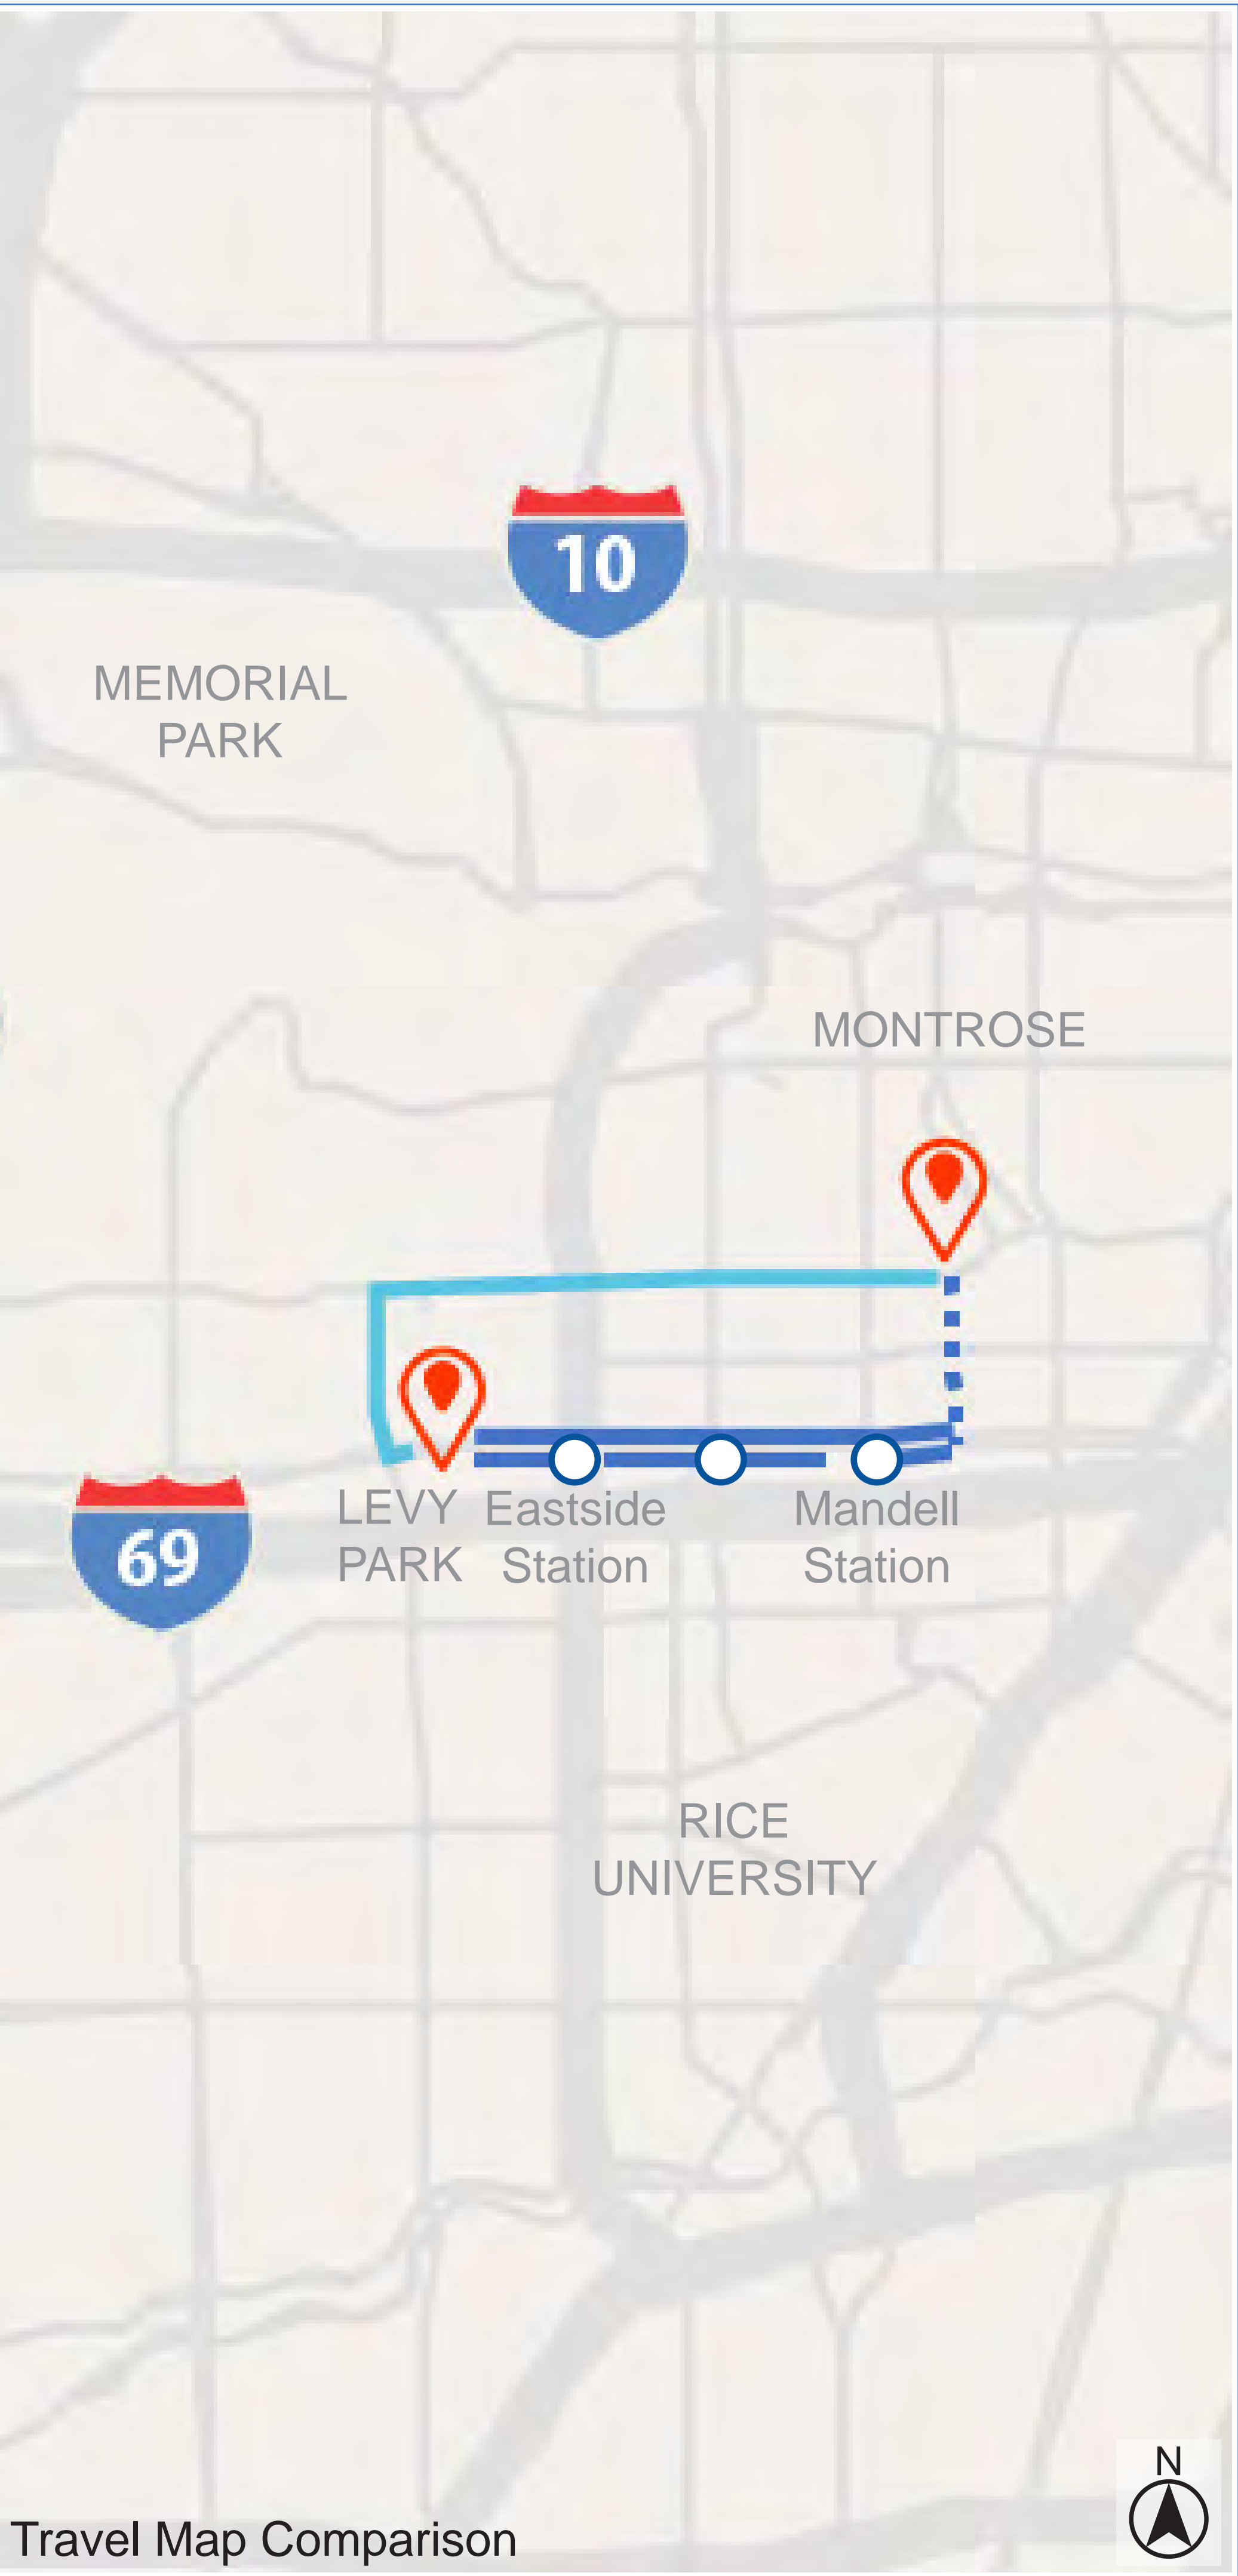 10
MEMORIAL
PARK
MONTROSE
69
LEVY
PARK
Eastside
Station
Mandell
Station
RICE
UNIVERSITY
N
Travel Map Comparison